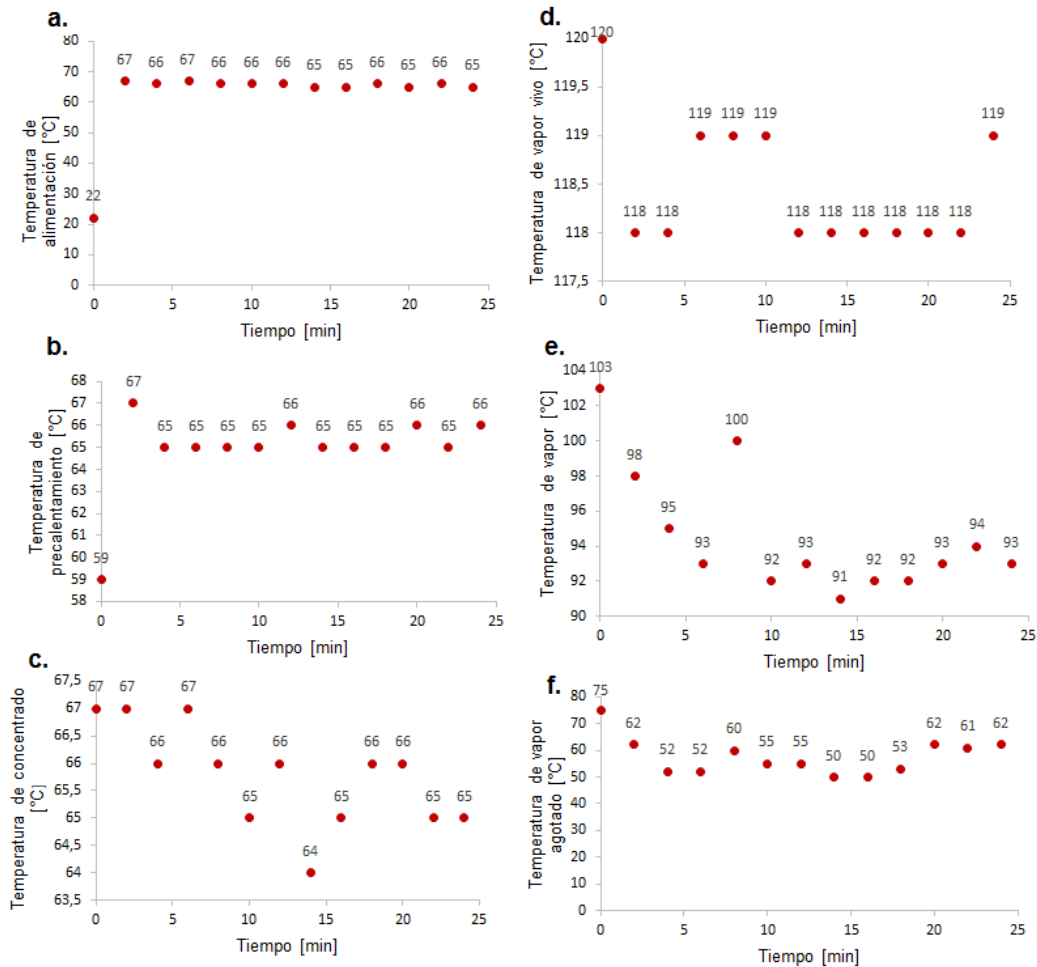 a.
80
70
60
50
40
30
20
10
0
67 66 67 66 66 66 65 65 66 65 66 65
22
0 5 10 15 20 25
Temperatura de
alimentación [°C]
Tiempo [min]
b.
68
67
66
65
64
63
62
61
60
59
58
67
66 66 66
65 65 65 65 65 65 65 65
59
0 5 10 15 20 25
Temperatura de
precalentamiento [°C]
Tiempo [min]
c.
67,5
67
66,5
66
65,5
65
64,5
64
63,5
67 67 67
66 66 66 66 66
65 65 65 65
64
0 5 10 15 20 25
Temperatura de concentrado
[°C]
Tiempo [min]
d.
120
119,5
119
118,5
118
117,5
120
119 119 119 119
118 118 118 118 118 118 118 118
0 5 10 15 20 25
Temperatura de vapor vivo [°C]
Tiempo [min]
e.
104
102
100
98
96
94
92
90
103
98 95 93 100 92 93 91 92 92 93 94 93
0 5 10 15 20 25
Temperatura de vapor [°C]
Tiempo [min]
f.
80
70
60
50
40
30
20
10
0
75 62 52 52 60 55 55 50 50 53 62 61 62
0 5 10 15 20 25
Temperatura de vapor
agotado [°C]
Tiempo [min]